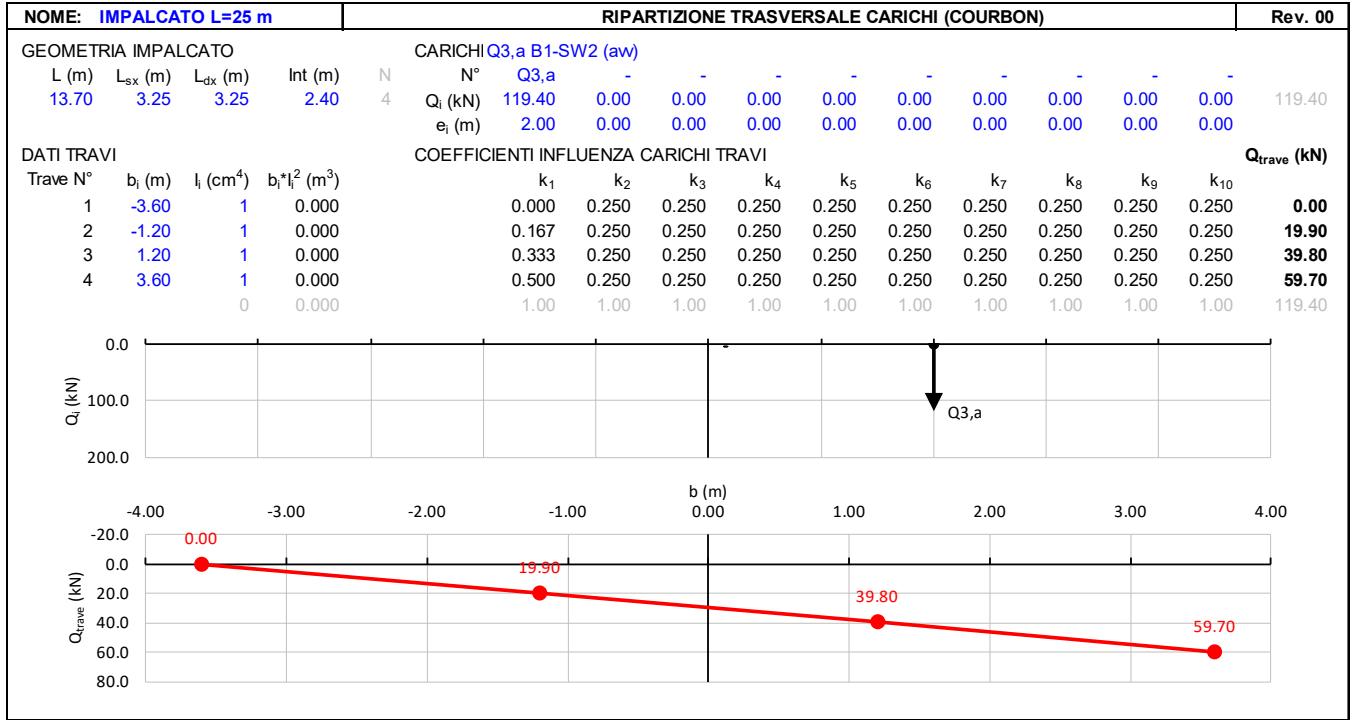 NOME: IMPALCATO L=25 m RIPARTIZIONE TRASVERSALE CARICHI (COURBON) Rev. 00
GEOMETRIA IMPALCATO CARICHI Q3,a B1-SW2 (avv)
L (m) Lsx (m) Ldx (m) Int (m) N N° Q3,a - - - - - - - - -
13.70 3.25 3.25 2.40 4 Qi (kN) 119.40 0.00 0.00 0.00 0.00 0.00 0.00 0.00 0.00 0.00 119.40
ei (m) 2.00 0.00 0.00 0.00 0.00 0.00 0.00 0.00 0.00 0.00
DATI TRAVI COEFFICIENTI INFLUENZA CARICHI TRAVI Qtrave (kN)
Trave N° bi (m) Ii (cm⁴) bi*Ii² (m³) k1 k2 k3 k4 k5 k6 k7 k8 k9 k10
1 -3.60 1 0.000 0.000 0.250 0.250 0.250 0.250 0.250 0.250 0.250 0.250 0.250 0.00
2 -1.20 1 0.000 0.167 0.250 0.250 0.250 0.250 0.250 0.250 0.250 0.250 0.250 19.90
3 1.20 1 0.000 0.333 0.250 0.250 0.250 0.250 0.250 0.250 0.250 0.250 0.250 39.80
4 3.60 1 0.000 0.500 0.250 0.250 0.250 0.250 0.250 0.250 0.250 0.250 0.250 59.70
0 0.000 1.00 1.00 1.00 1.00 1.00 1.00 1.00 1.00 1.00 1.00 119.40
0.0
Qi (kN)
100.0
Q3,a
200.0
b (m)
-4.00 -3.00 -2.00 -1.00 0.00 1.00 2.00 3.00 4.00
-20.0
0.00
0.0
19.90
Qtrave (kN)
20.0
39.80
40.0
59.70
60.0
80.0